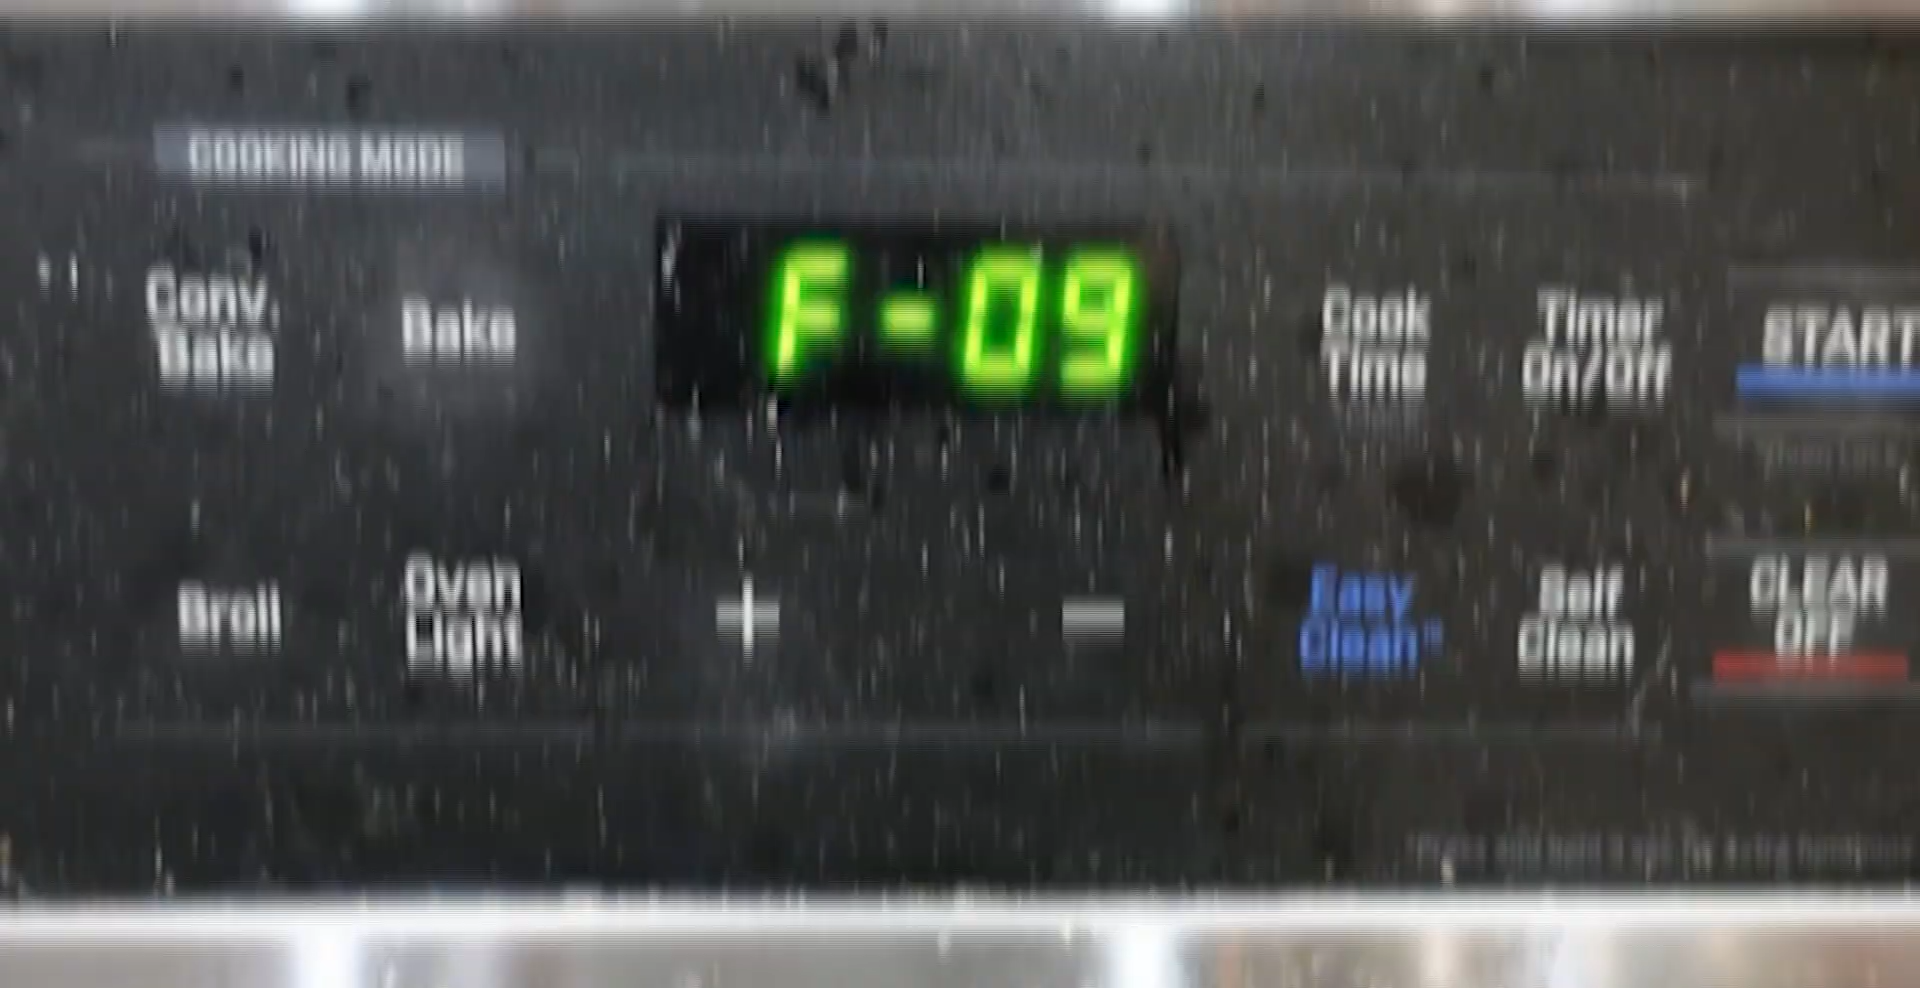 COOKING MODE
Conv.
Bake
Bake
F-09
Cook
Time
Timer
On/Off
START
Broil
Oven
Light
+
-
Easy
Clean
Self
Clean
CLEAR
OFF